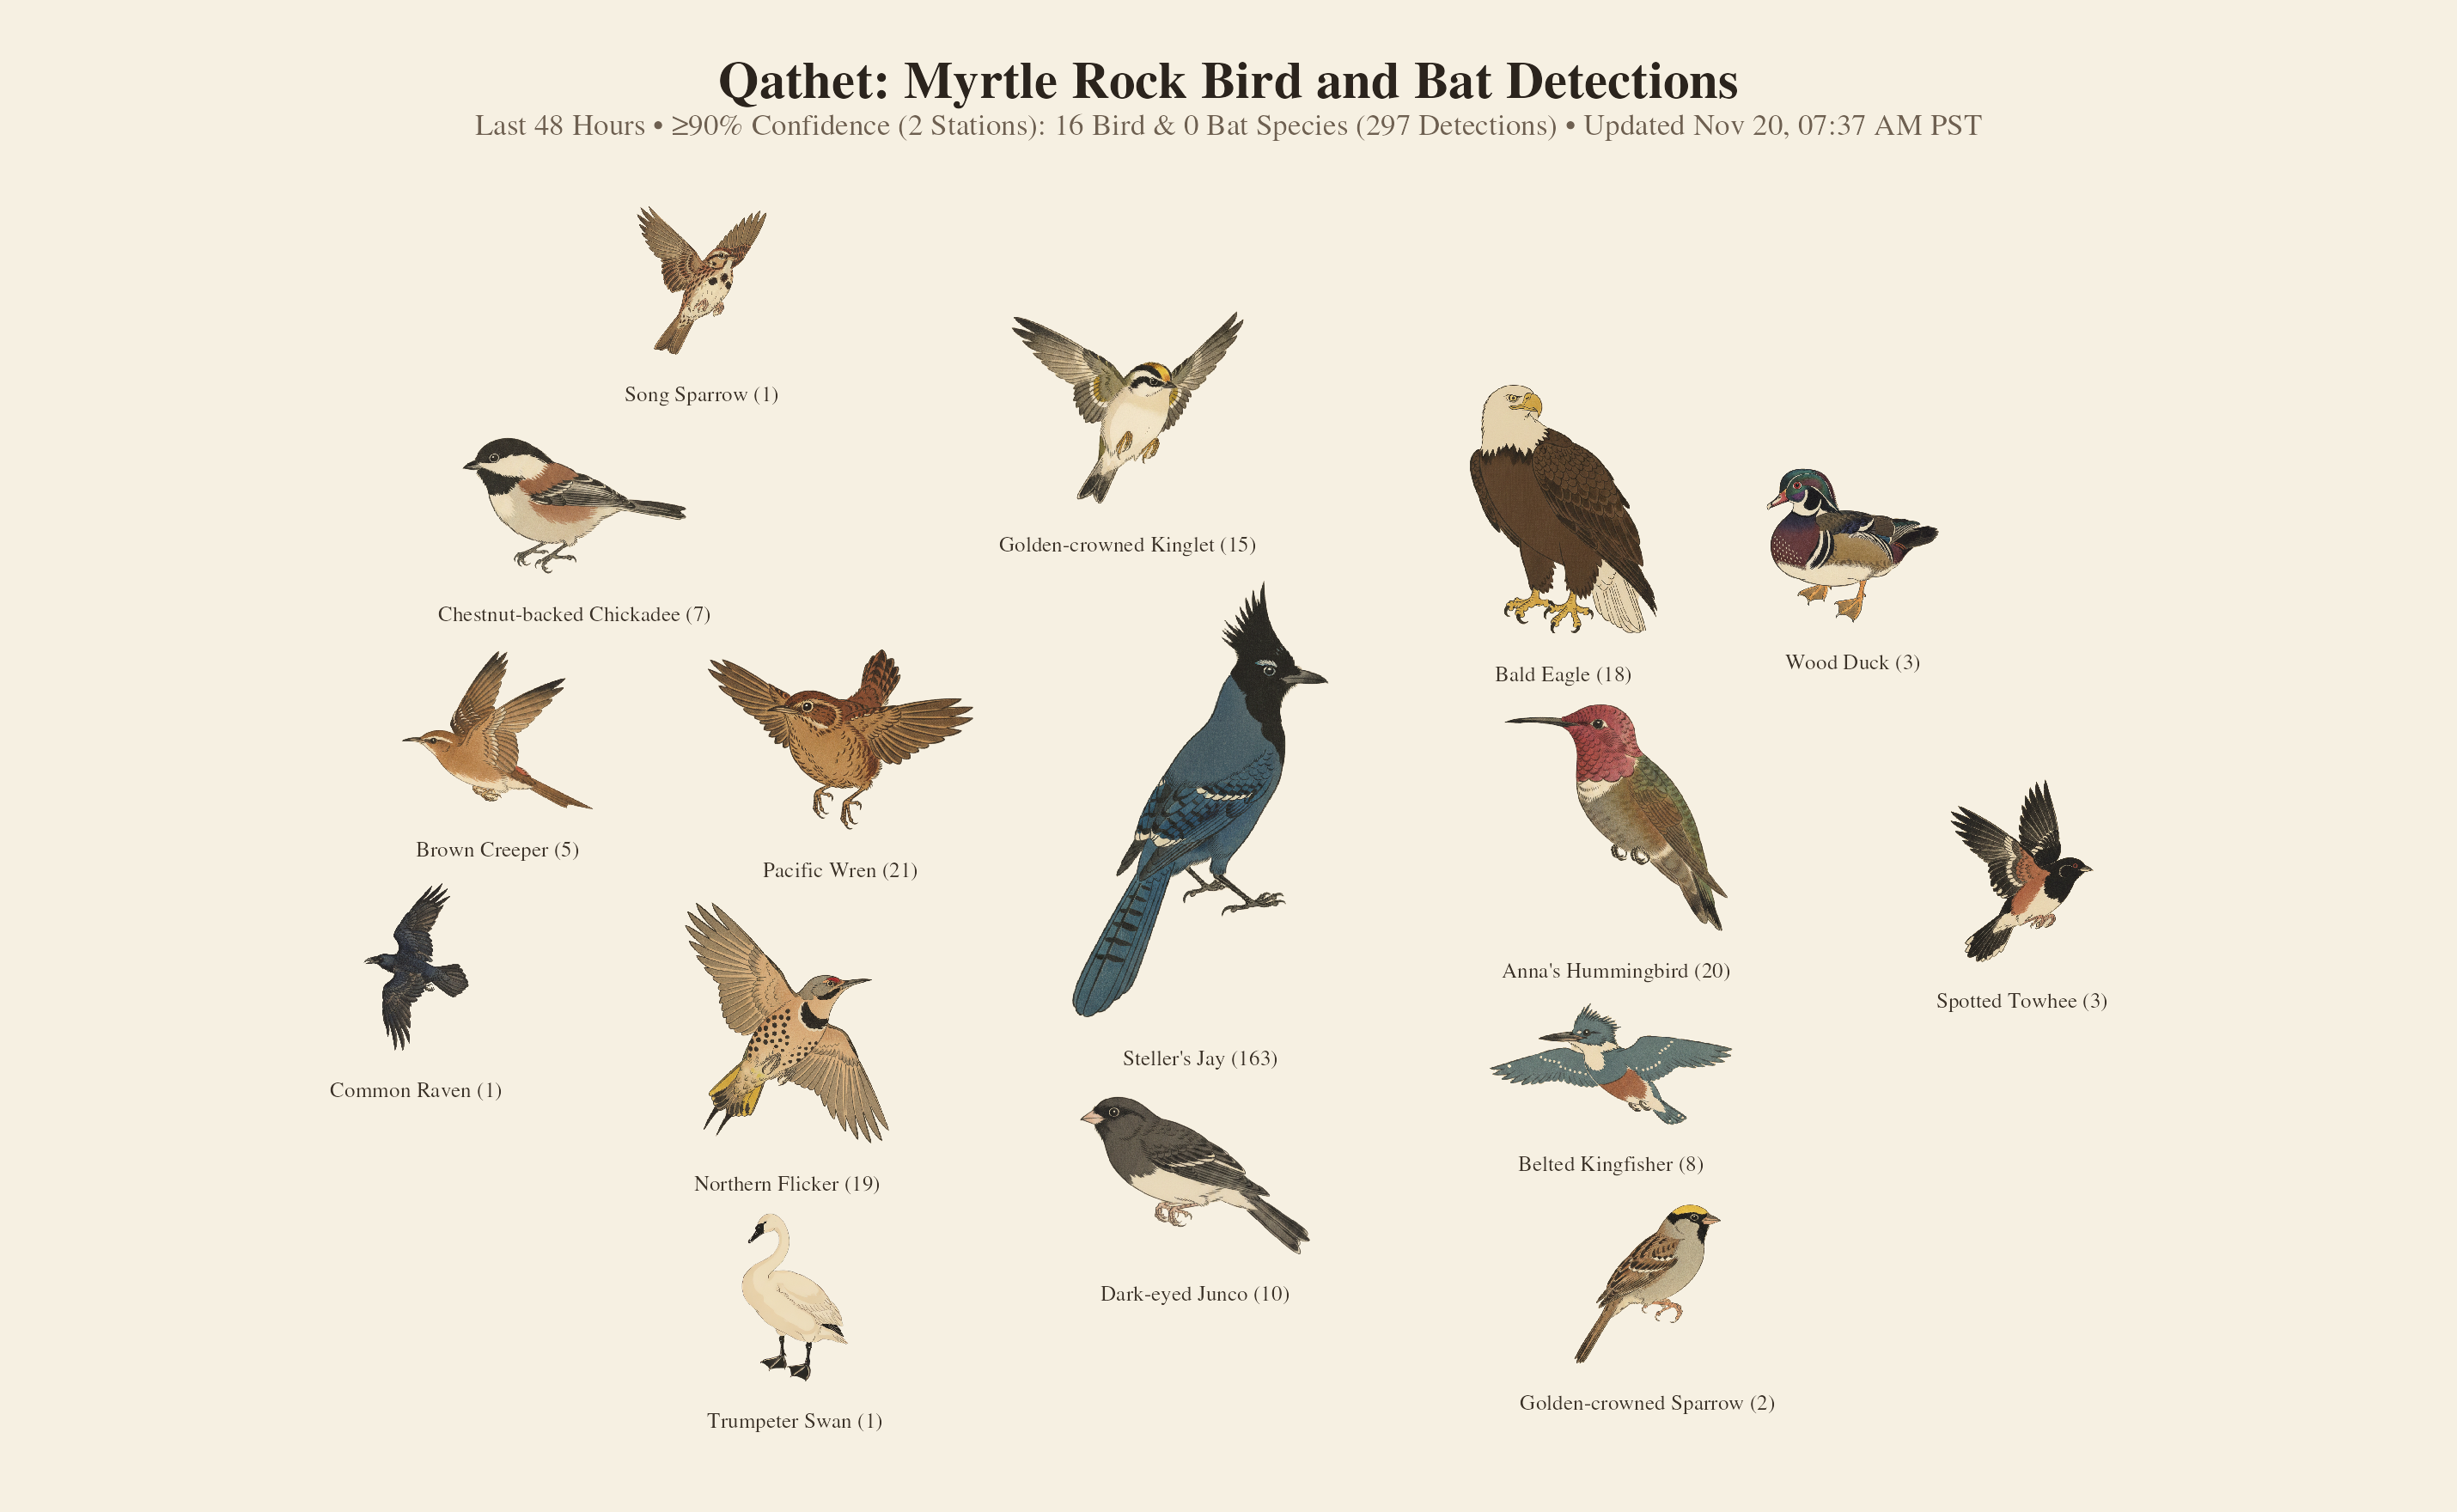 Qathet: Myrtle Rock Bird and Bat Detections
Last 48 Hours • ≥90% Confidence (2 Stations): 16 Bird & 0 Bat Species (297 Detections) • Updated Nov 20, 07:37 AM PST
Song Sparrow (1)
Golden-crowned Kinglet (15)
Chestnut-backed Chickadee (7)
Wood Duck (3)
Bald Eagle (18)
Brown Creeper (5)
Pacific Wren (21)
Anna's Hummingbird (20)
Spotted Towhee (3)
Steller's Jay (163)
Common Raven (1)
Belted Kingfisher (8)
Northern Flicker (19)
Dark-eyed Junco (10)
Golden-crowned Sparrow (2)
Trumpeter Swan (1)